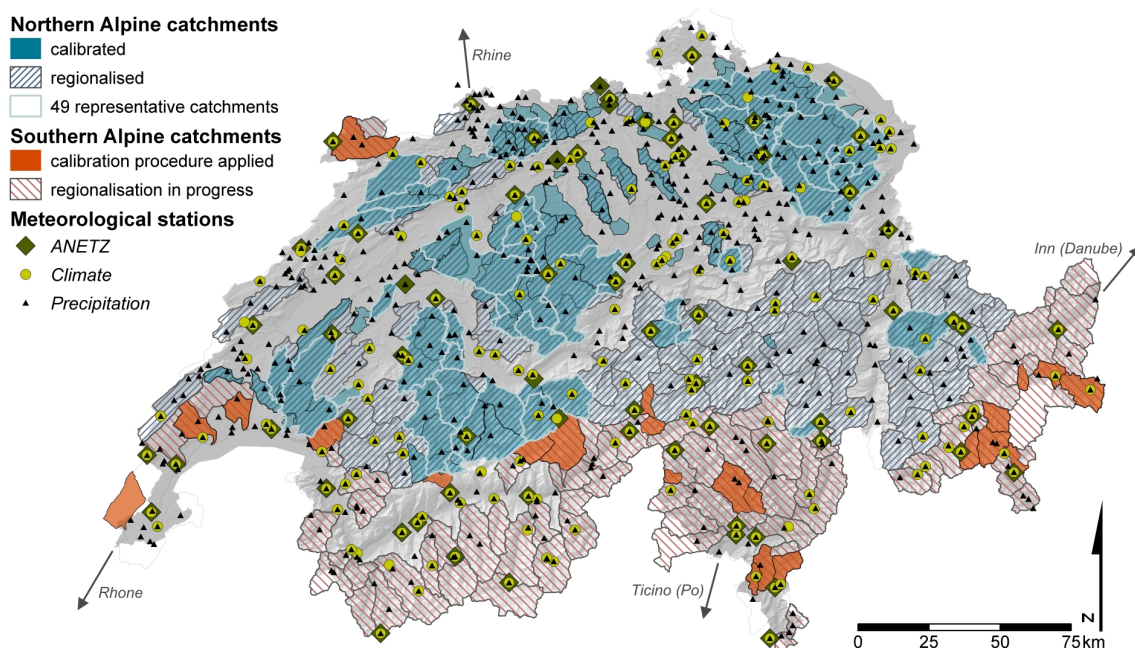 Northern Alpine catchments
calibrated
regionalised
49 representative catchments
Southern Alpine catchments
calibration procedure applied
regionalisation in progress
Meteorological stations
ANETZ
Climate
Precipitation
Rhine
Inn (Danube)
Rhone
Ticino (Po)
N
0 25 50 75 km